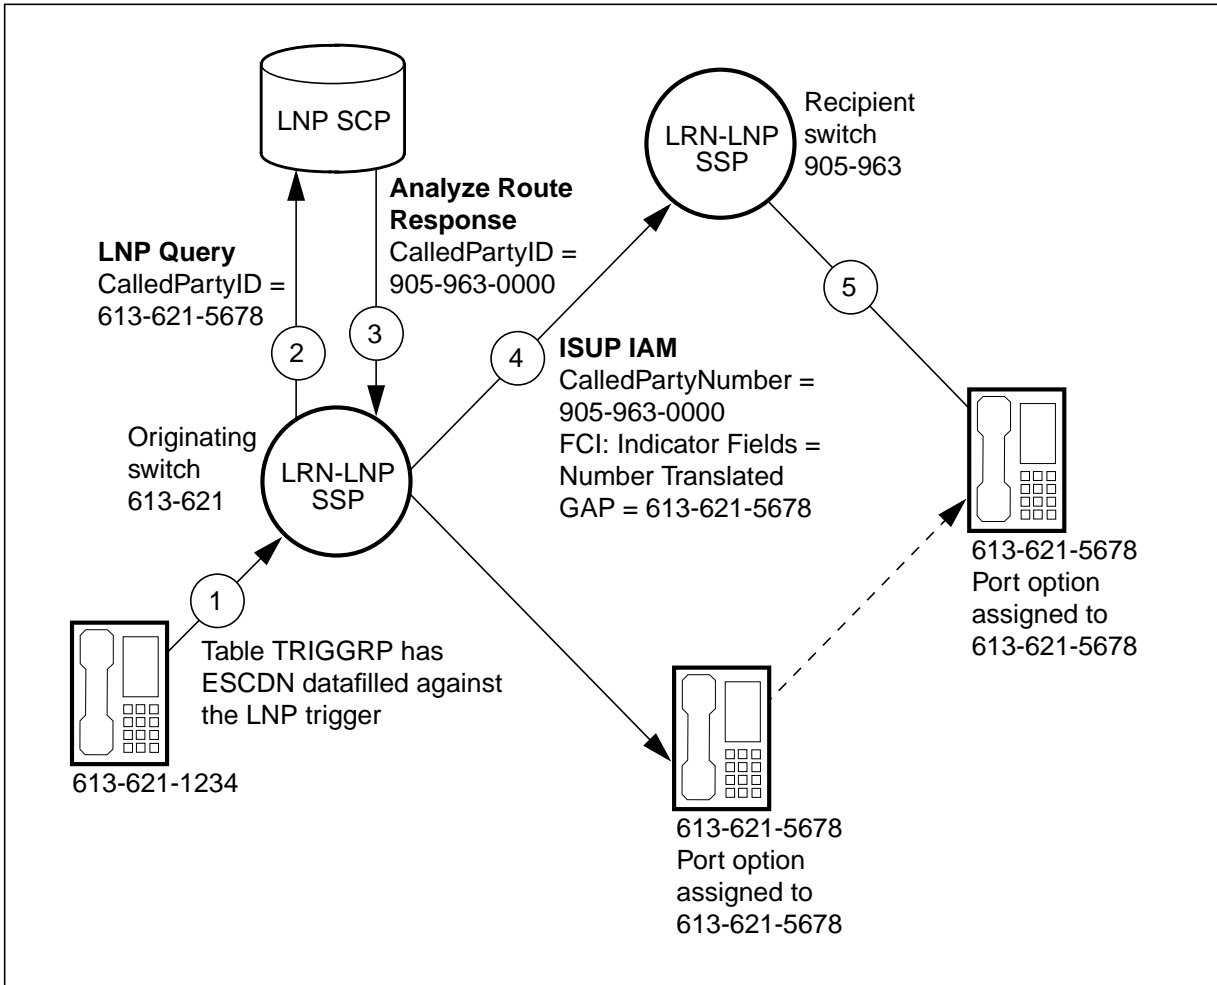 LNP SCP
LRN-LNP
SSP
Recipient
switch
905-963
Analyze Route
Response
CalledPartyID =
905-963-0000
LNP Query
CalledPartyID =
613-621-5678
2
3
4
5
ISUP IAM
CalledPartyNumber =
905-963-0000
FCI: Indicator Fields =
Number Translated
GAP = 613-621-5678
Originating
switch
613-621
LRN-LNP
SSP
1
Table TRIGGRP has
ESCDN datafilled against
the LNP trigger
613-621-1234
613-621-5678
Port option
assigned to
613-621-5678
613-621-5678
Port option
assigned to
613-621-5678